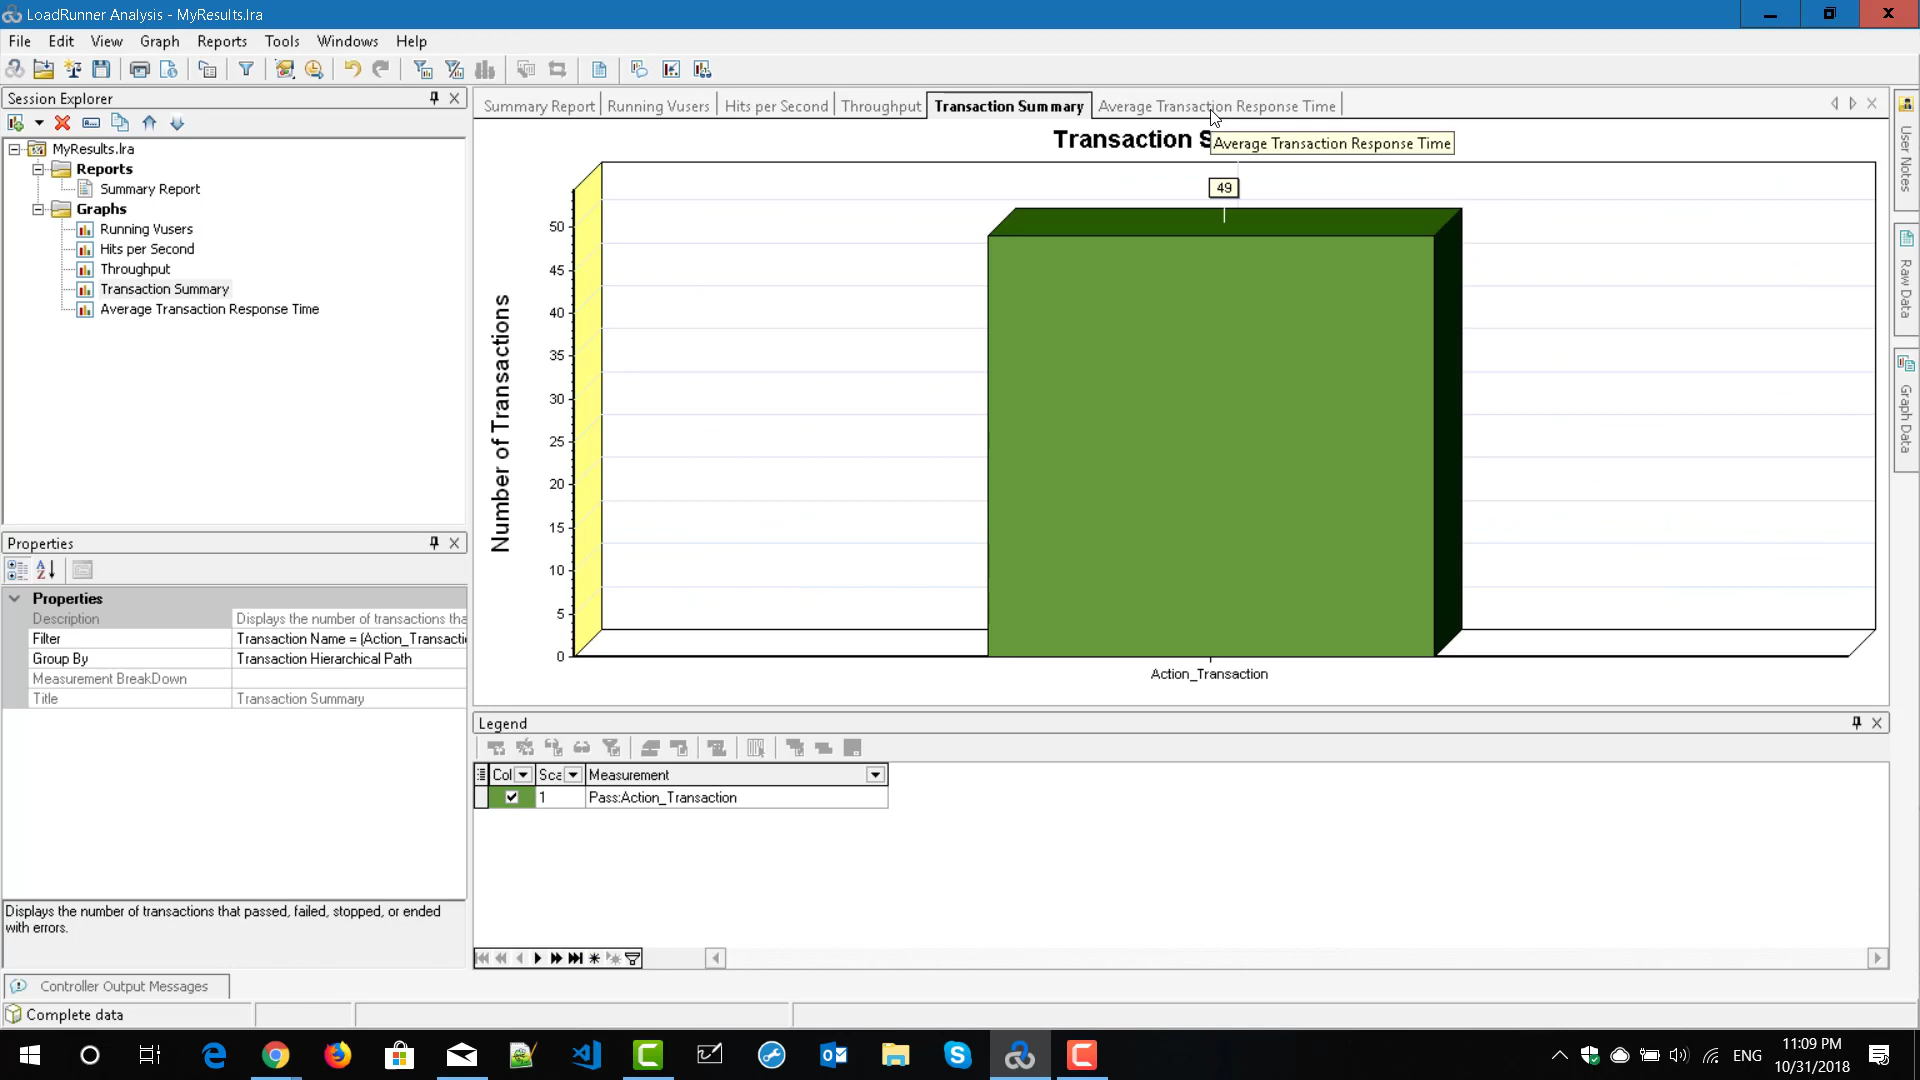 LoadRunner Analysis - MyResults.lra
File Edit View Graph Reports Tools Windows Help
Session Explorer
MyResults.lra
Reports
Summary Report
Graphs
Running Vusers
Hits per Second
Throughput
Transaction Summary
Average Transaction Response Time
Summary Report Running Vusers Hits per Second Throughput Transaction Summary Average Transaction Response Time
Transaction S
Average Transaction Response Time
49
Number of Transactions
50
45
40
35
30
25
20
15
10
5
0
Action_Transaction
User Notes
Raw Data
Graph Data
Properties
Properties
Description Displays the number of transactions tha
Filter Transaction Name = (Action_Transactio
Group By Transaction Hierarchical Path
Measurement BreakDown
Title Transaction Summary
Displays the number of transactions that passed, failed, stopped, or ended
with errors.
Legend
Col Sca Measurement
1 Pass:Action_Transaction
Controller Output Messages
Complete data
ENG
11:09 PM
10/31/2018